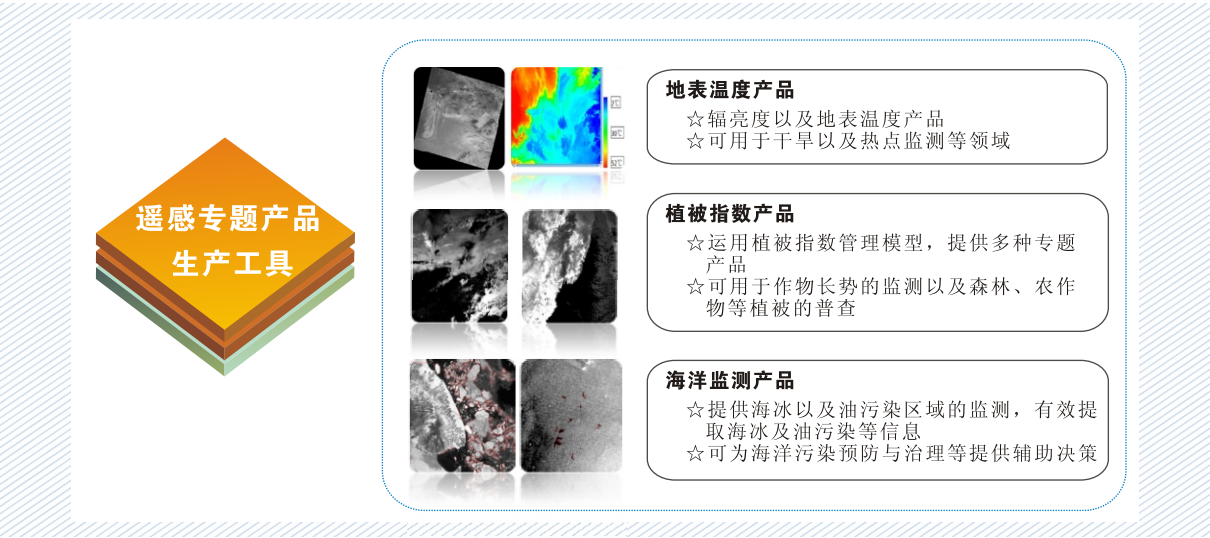 遥感专题产品
生产工具
地表温度产品
☆辐亮度以及地表温度产品
☆可用于干旱以及热点监测等领域
植被指数产品
☆运用植被指数管理模型，提供多种专题
产品
☆可用于作物长势的监测以及森林、农作
物等植被的普查
海洋监测产品
☆提供海冰以及油污染区域的监测，有效提
取海冰及油污染等信息
☆可为海洋污染预防与治理等提供辅助决策